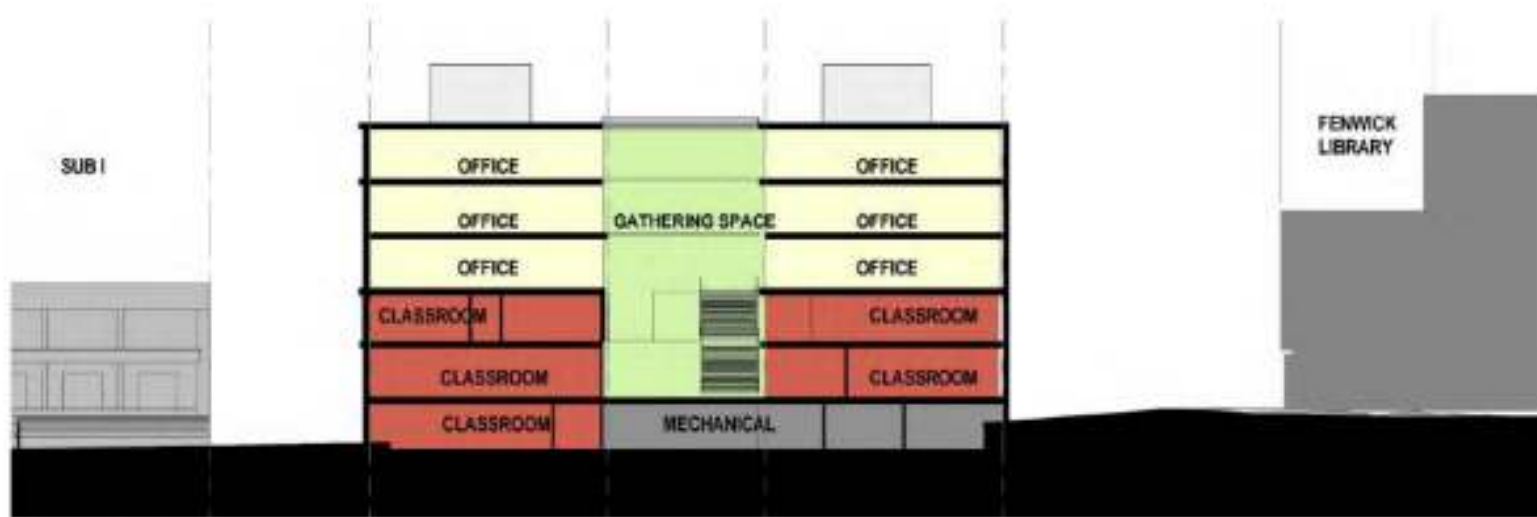 SUB I
FENWICK
LIBRARY
OFFICE
OFFICE
OFFICE
GATHERING SPACE
OFFICE
OFFICE
OFFICE
CLASSROOM
CLASSROOM
CLASSROOM
CLASSROOM
CLASSROOM
MECHANICAL